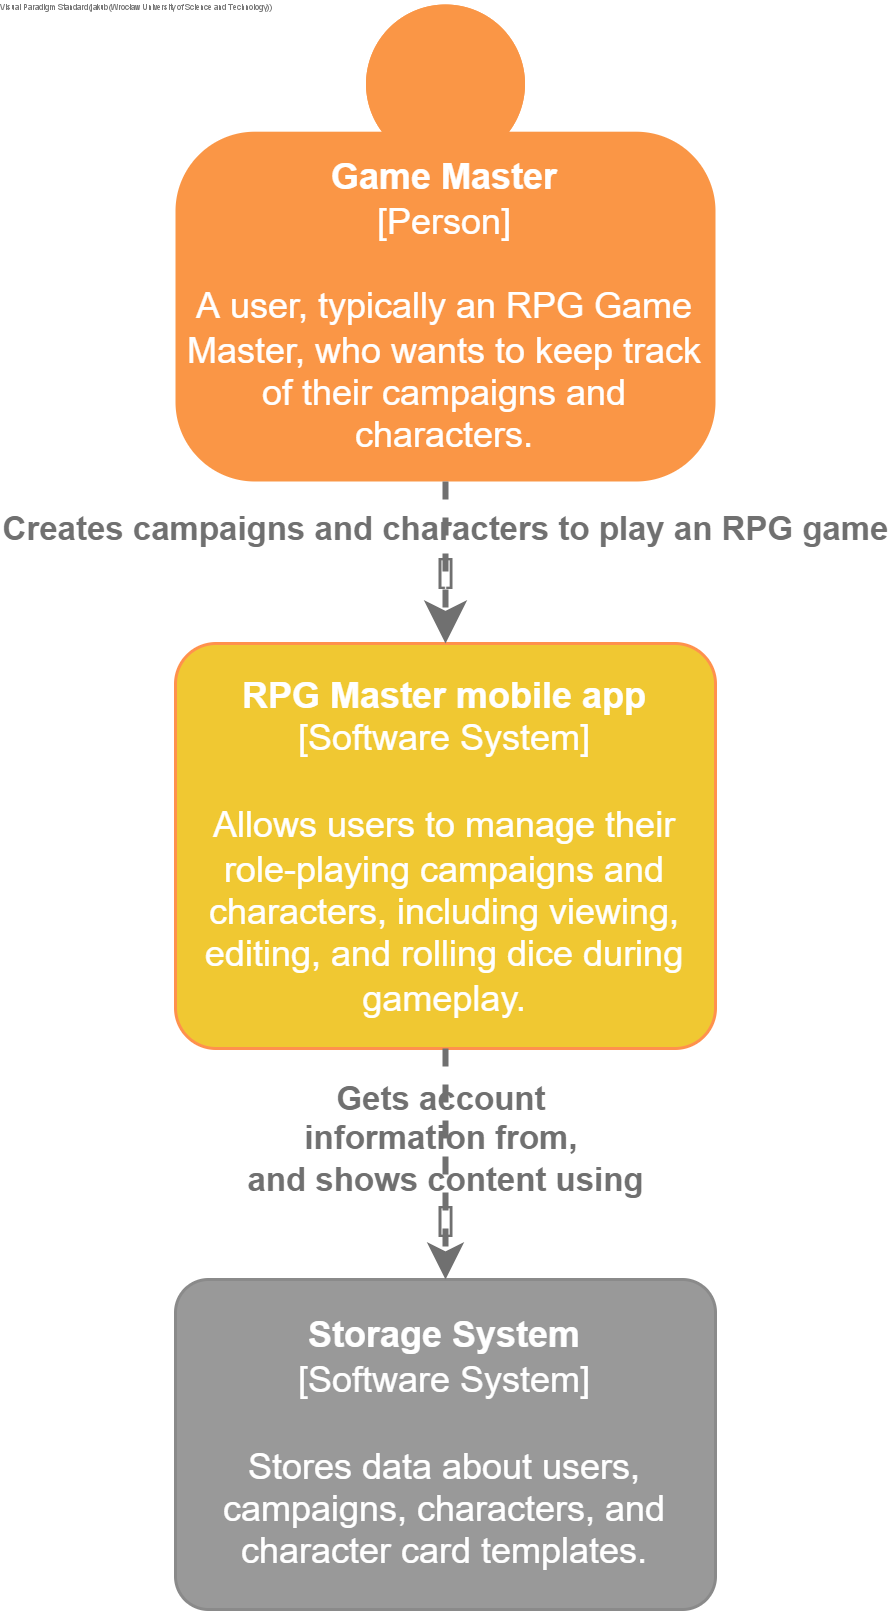 Visual Paradigm Standard(Jakub(Wroclaw University of Science and Technology))
Game Master
[Person]
A user, typically an RPG Game
Master, who wants to keep track
of their campaigns and
characters.
Creates campaigns and characters to play an RPG game
RPG Master mobile app
[Software System]
Allows users to manage their
role-playing campaigns and
characters, including viewing,
editing, and rolling dice during
gameplay.
Gets account
information from,
and shows content using
Storage System
[Software System]
Stores data about users,
campaigns, characters, and
character card templates.